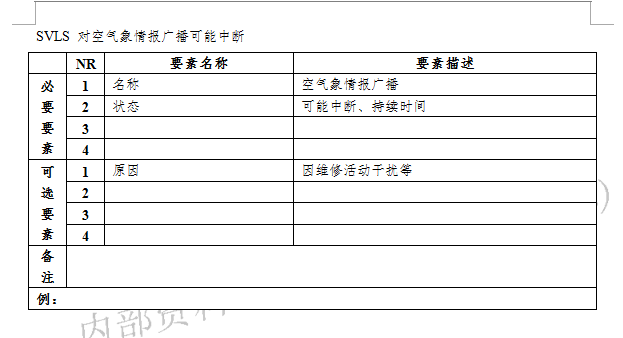 SVLS 对空气象情报广播可能中断
NR 要素名称 要素描述
必要要素
1 名称 空气象情报广播
2 状态 可能中断、持续时间
3
4
可选要素
1 原因 因维修活动干扰等
2
3
4
备注
例：
内部资料